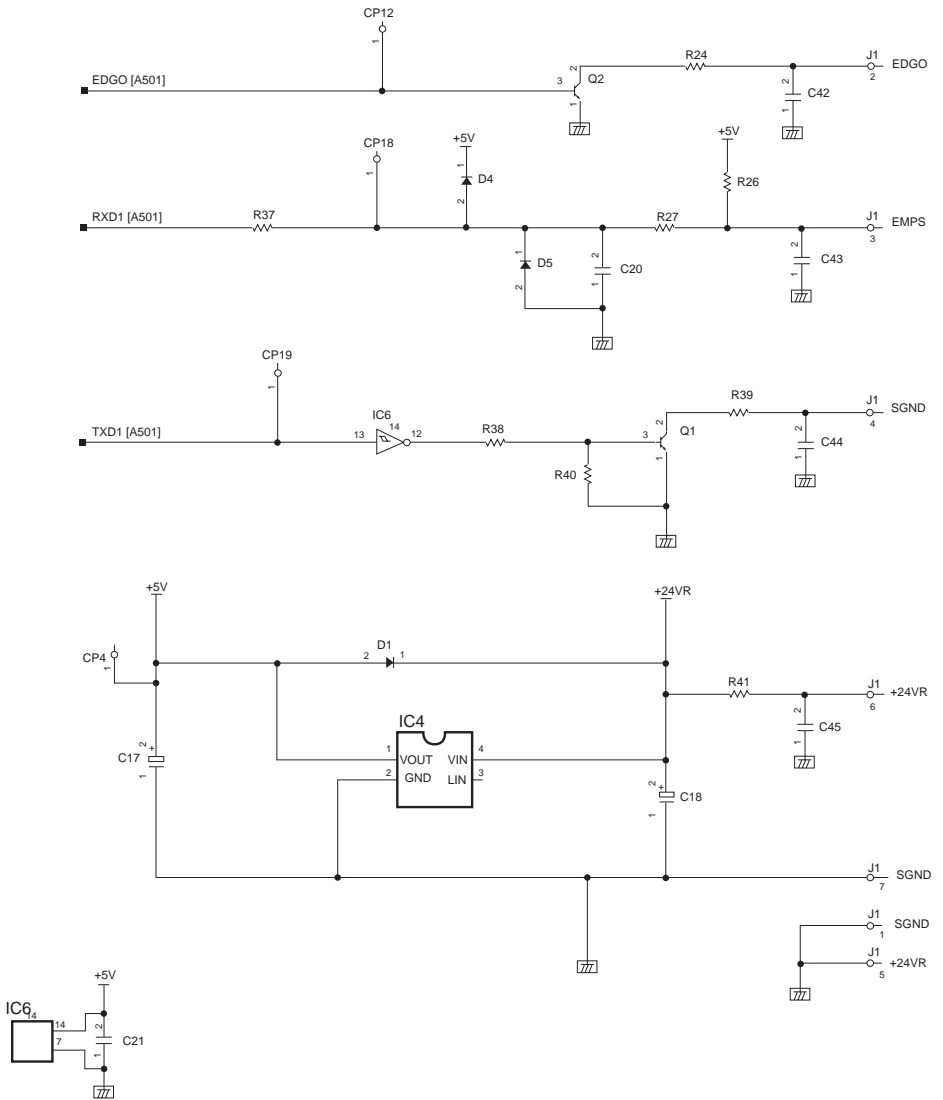 CP12
1
EDGO [A501]
3
2
1
Q2
R24
2
1
C42
J1
2
EDGO
CP18
1
+5V
1
2
D4
+5V
R26
RXD1 [A501]
R37
1
2
D5
2
1
C20
R27
2
1
C43
J1
3
EMPS
CP19
1
TXD1 [A501]
IC6
13
14
12
R38
R40
3
2
1
Q1
R39
2
1
C44
J1
4
SGND
+5V
+24VR
CP4
1
D1
2
1
R41
J1
6
+24VR
2
1
C45
C17
2
+
1
IC4
1
VOUT
VIN
4
2
GND
LIN
3
2
+
1
C18
J1
7
SGND
J1
1
SGND
J1
5
+24VR
+5V
IC6
14
14
7
2
1
C21